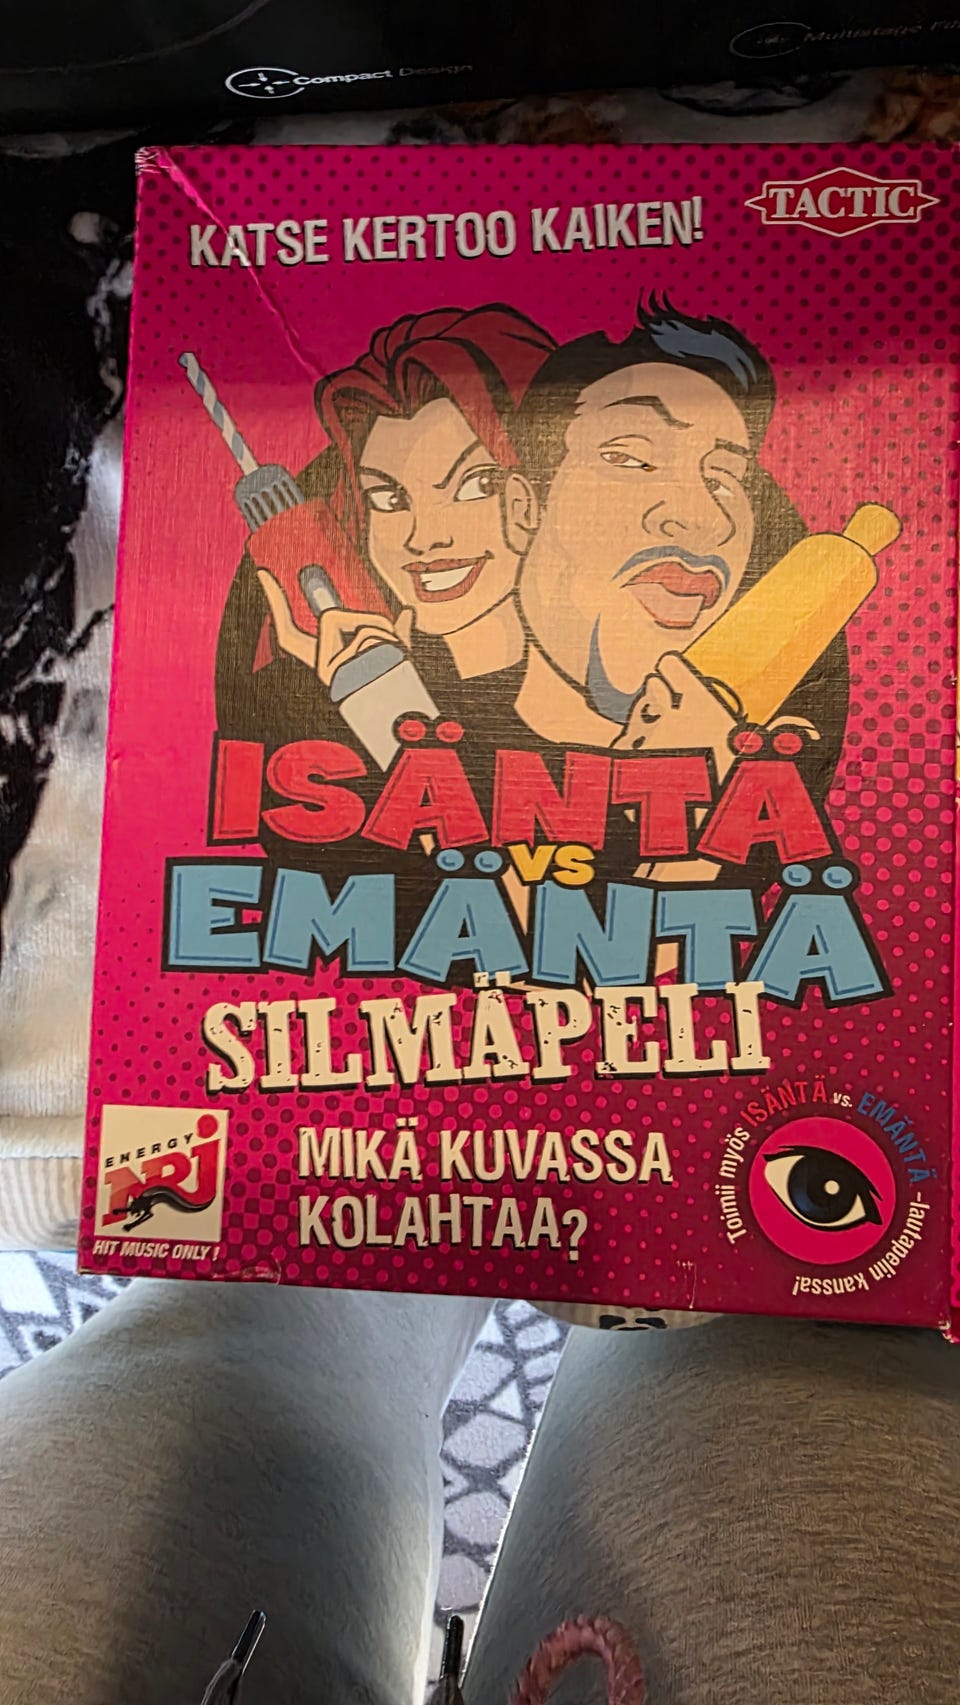 Compact Design
Multistage
KATSE KERTOO KAIKEN!
TACTIC
ISÄNTÄ
VS
EMÄNTÄ
SILMÄPELI
ENERGY
NRJ
HIT MUSIC ONLY !
MIKÄ KUVASSA
KOLAHTAA?
Toimii myös ISÄNTÄ vs. EMÄNTÄ -lautapelin kanssa!